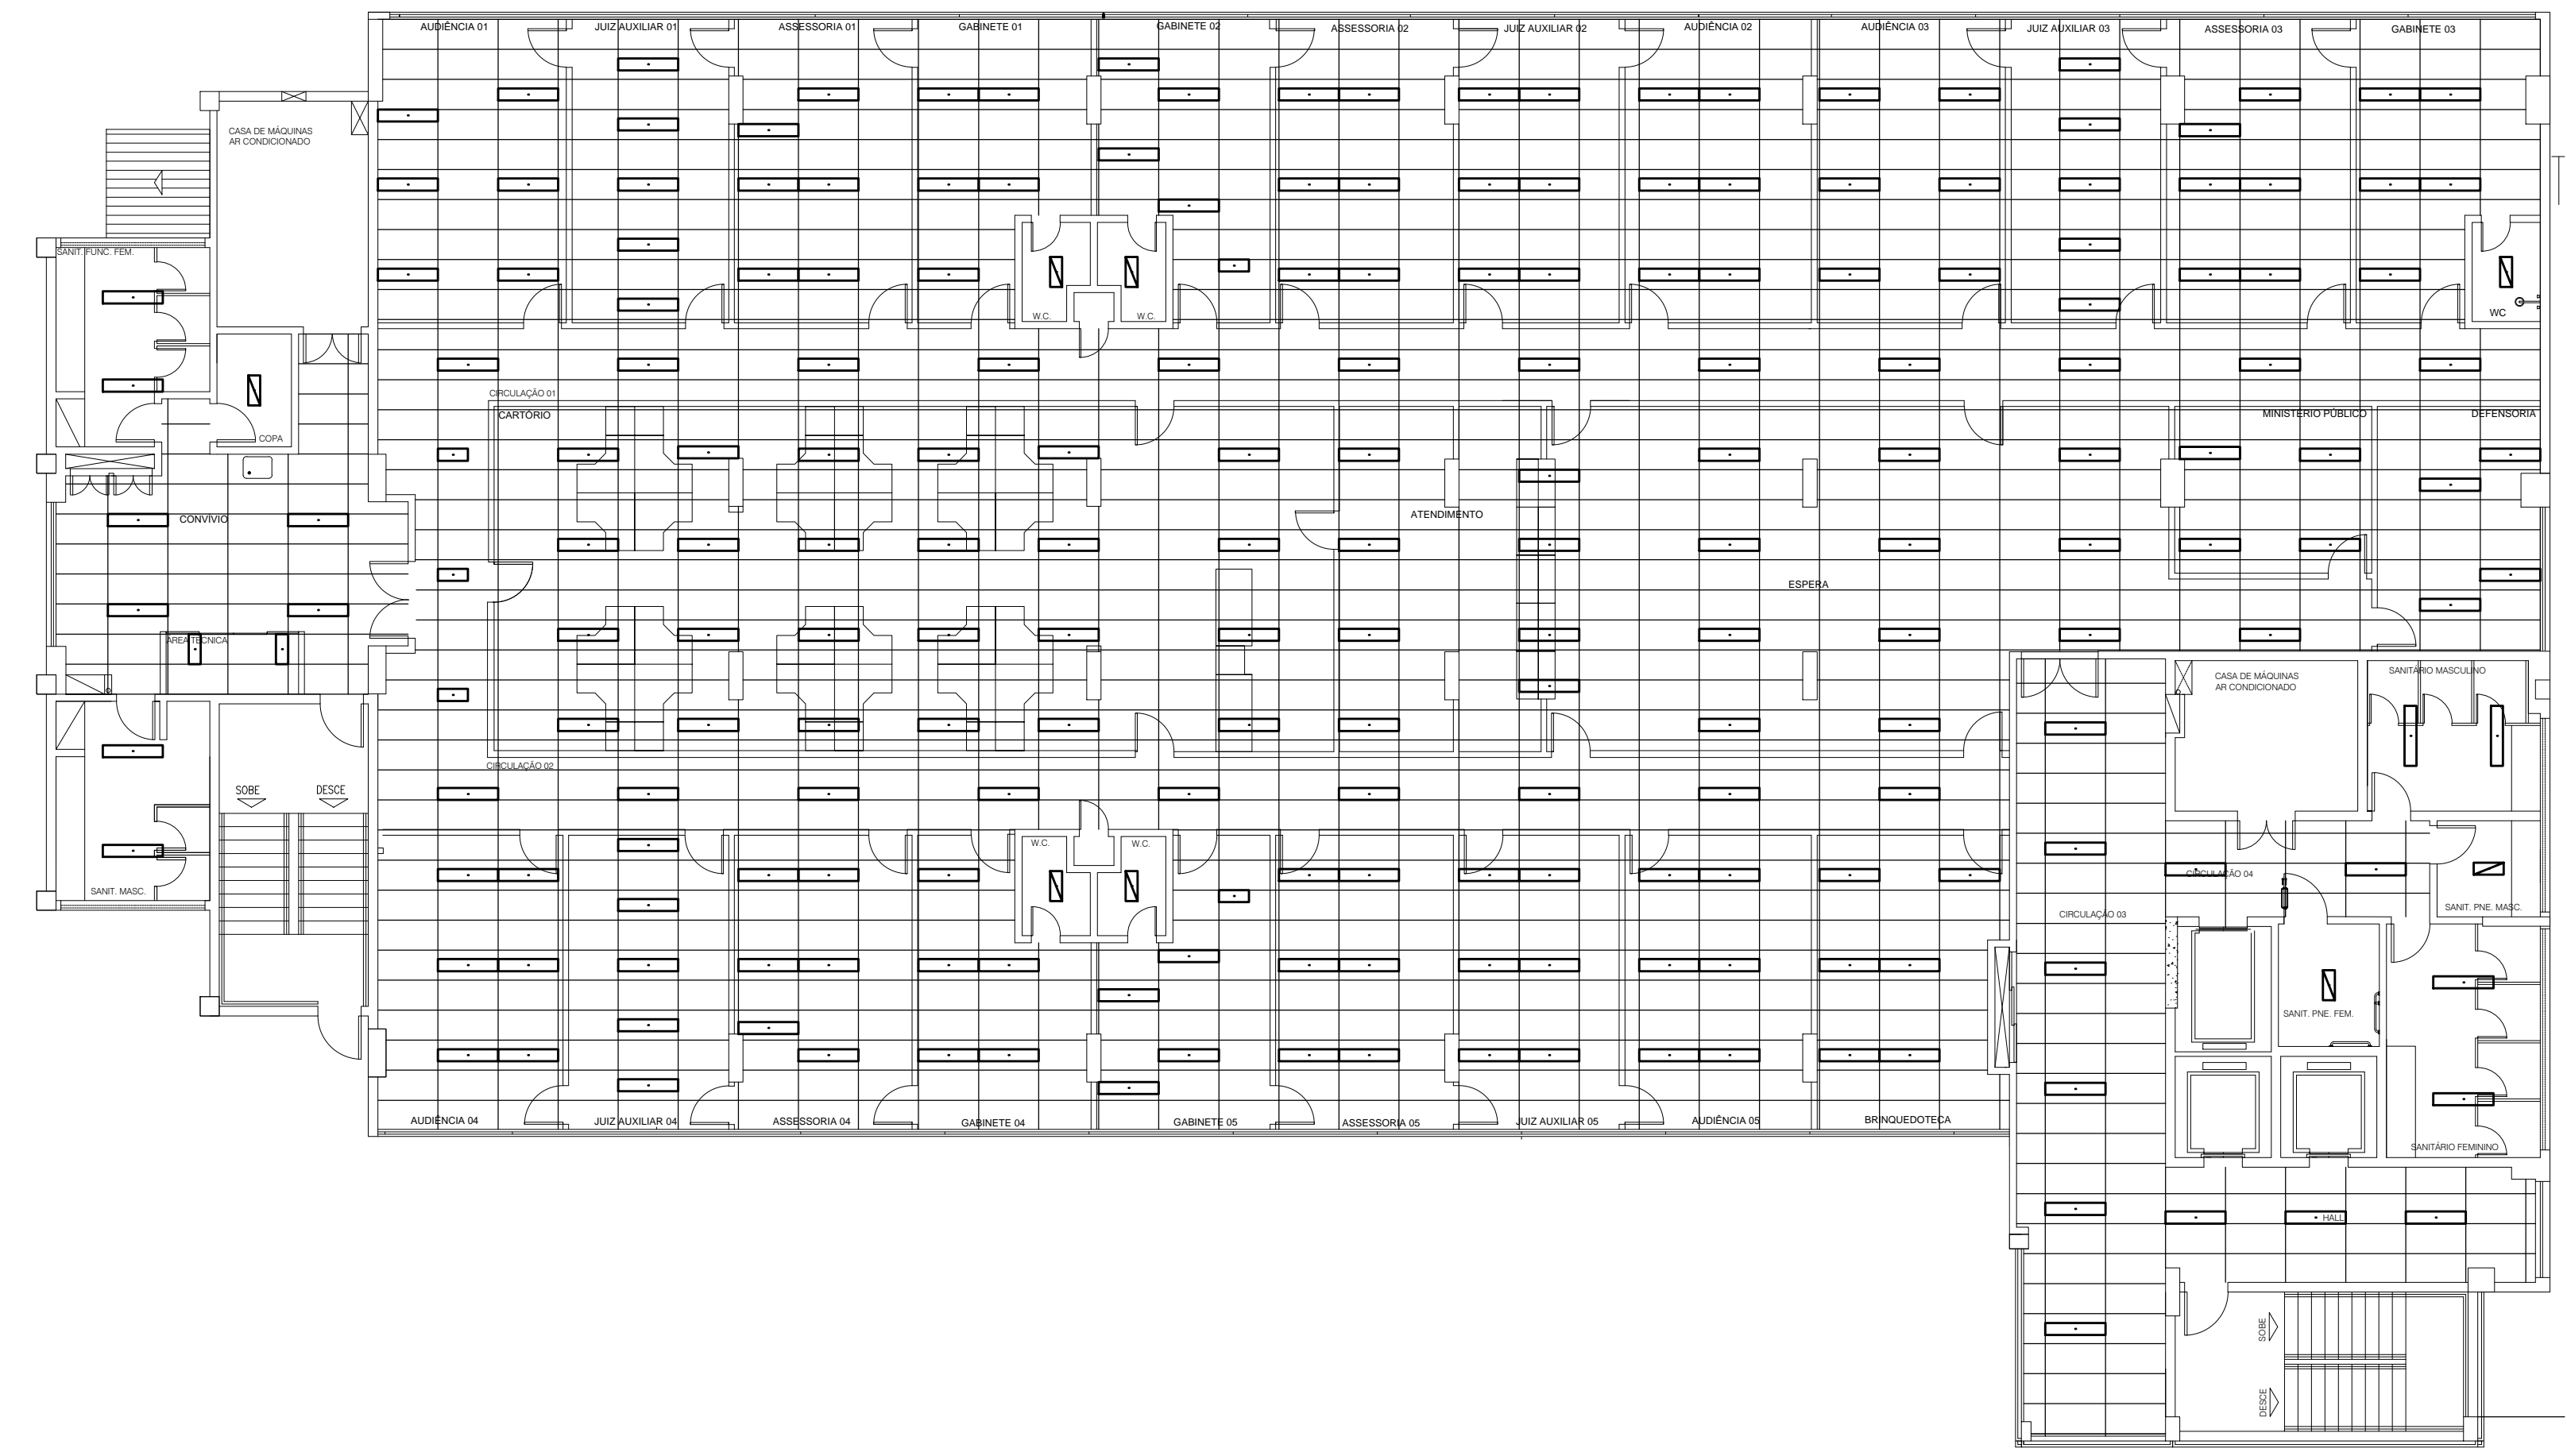 AUDIÊNCIA 01
JUIZ AUXILIAR 01
ASSESSORIA 01
GABINETE 01
GABINETE 02
ASSESSORIA 02
JUIZ AUXILIAR 02
AUDIÊNCIA 02
AUDIÊNCIA 03
JUIZ AUXILIAR 03
ASSESSORIA 03
GABINETE 03
CASA DE MÁQUINAS
AR CONDICIONADO
SANIT. FUNC. FEM.
W.C.
W.C.
WC
CIRCULAÇÃO 01
CARTÓRIO
MINISTÉRIO PÚBLICO
DEFENSORIA
COPA
CONVÍVIO
ATENDIMENTO
ESPERA
ÁREA TÉCNICA
CASA DE MÁQUINAS
AR CONDICIONADO
SANITÁRIO MASCULINO
CIRCULAÇÃO 02
SOBE
DESCE
W.C.
W.C.
SANIT. MASC.
CIRCULAÇÃO 04
SANIT. PNE. MASC.
CIRCULAÇÃO 03
SANIT. PNE. FEM.
AUDIÊNCIA 04
JUIZ AUXILIAR 04
ASSESSORIA 04
GABINETE 04
GABINETE 05
ASSESSORIA 05
JUIZ AUXILIAR 05
AUDIÊNCIA 05
BRINQUEDOTECA
SANITÁRIO FEMININO
HALL
SOBE
DESCE